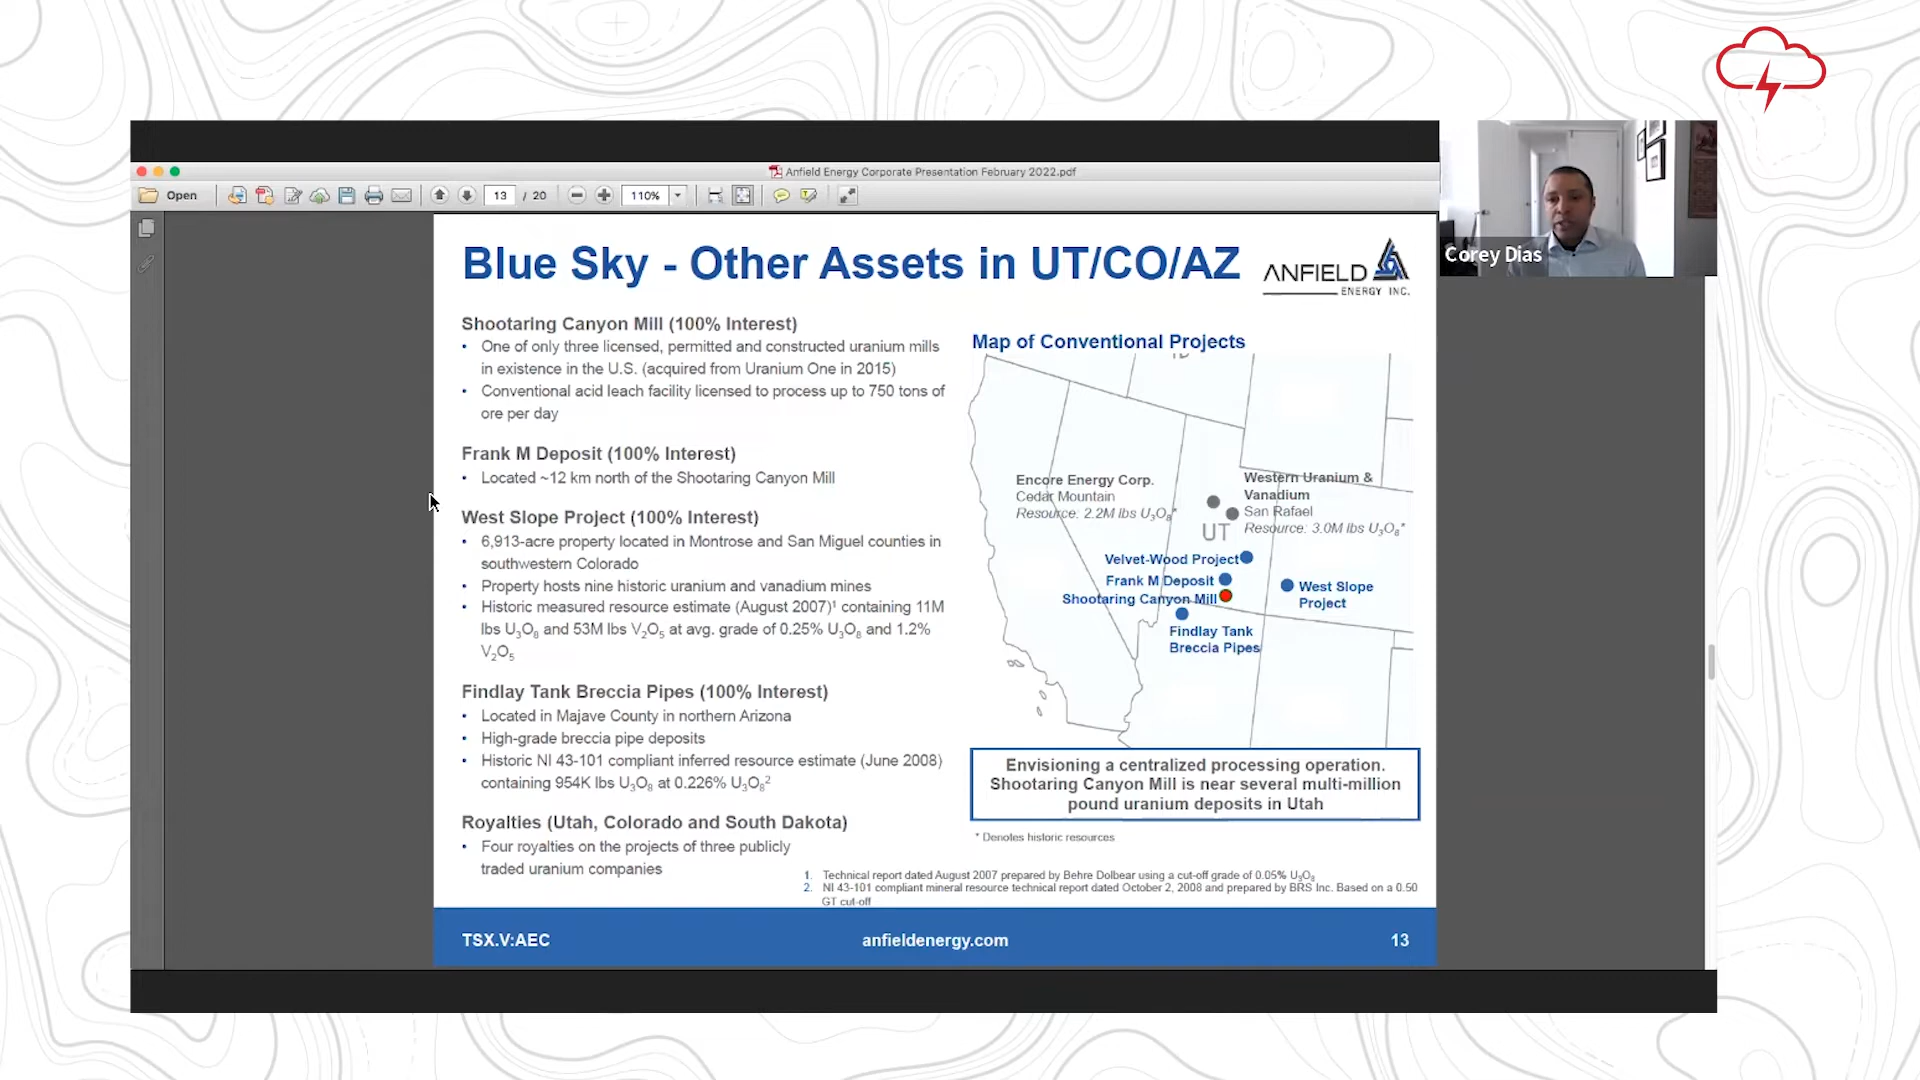 Anfield Energy Corporate Presentation February 2022.pdf
Open
13 / 20
110%
Corey Dias
Blue Sky - Other Assets in UT/CO/AZ
ANFIELD
ENERGY INC.
Shootaring Canyon Mill (100% Interest)
• One of only three licensed, permitted and constructed uranium mills
in existence in the U.S. (acquired from Uranium One in 2015)
• Conventional acid leach facility licensed to process up to 750 tons of
ore per day
Frank M Deposit (100% Interest)
• Located ~12 km north of the Shootaring Canyon Mill
West Slope Project (100% Interest)
• 6,913-acre property located in Montrose and San Miguel counties in
southwestern Colorado
• Property hosts nine historic uranium and vanadium mines
• Historic measured resource estimate (August 2007)¹ containing 11M
lbs U₃O₈ and 53M lbs V₂O₅ at avg. grade of 0.25% U₃O₈ and 1.2%
V₂O₅
Findlay Tank Breccia Pipes (100% Interest)
• Located in Majave County in northern Arizona
• High-grade breccia pipe deposits
• Historic NI 43-101 compliant inferred resource estimate (June 2008)
containing 954K lbs U₃O₈ at 0.226% U₃O₈²
Royalties (Utah, Colorado and South Dakota)
• Four royalties on the projects of three publicly
traded uranium companies
Map of Conventional Projects
Encore Energy Corp.
Cedar Mountain
Resource: 2.2M lbs U₃O₈*
Western Uranium &
Vanadium
San Rafael
Resource: 3.0M lbs U₃O₈*
UT
Velvet-Wood Project
Frank M Deposit
Shootaring Canyon Mill
West Slope
Project
Findlay Tank
Breccia Pipes
Envisioning a centralized processing operation.
Shootaring Canyon Mill is near several multi-million
pound uranium deposits in Utah
* Denotes historic resources
1. Technical report dated August 2007 prepared by Behre Dolbear using a cut-off grade of 0.05% U₃O₈
2. NI 43-101 compliant mineral resource technical report dated October 2, 2008 and prepared by BRS Inc. Based on a 0.50
GT cut-off
TSX.V:AEC
anfieldenergy.com
13